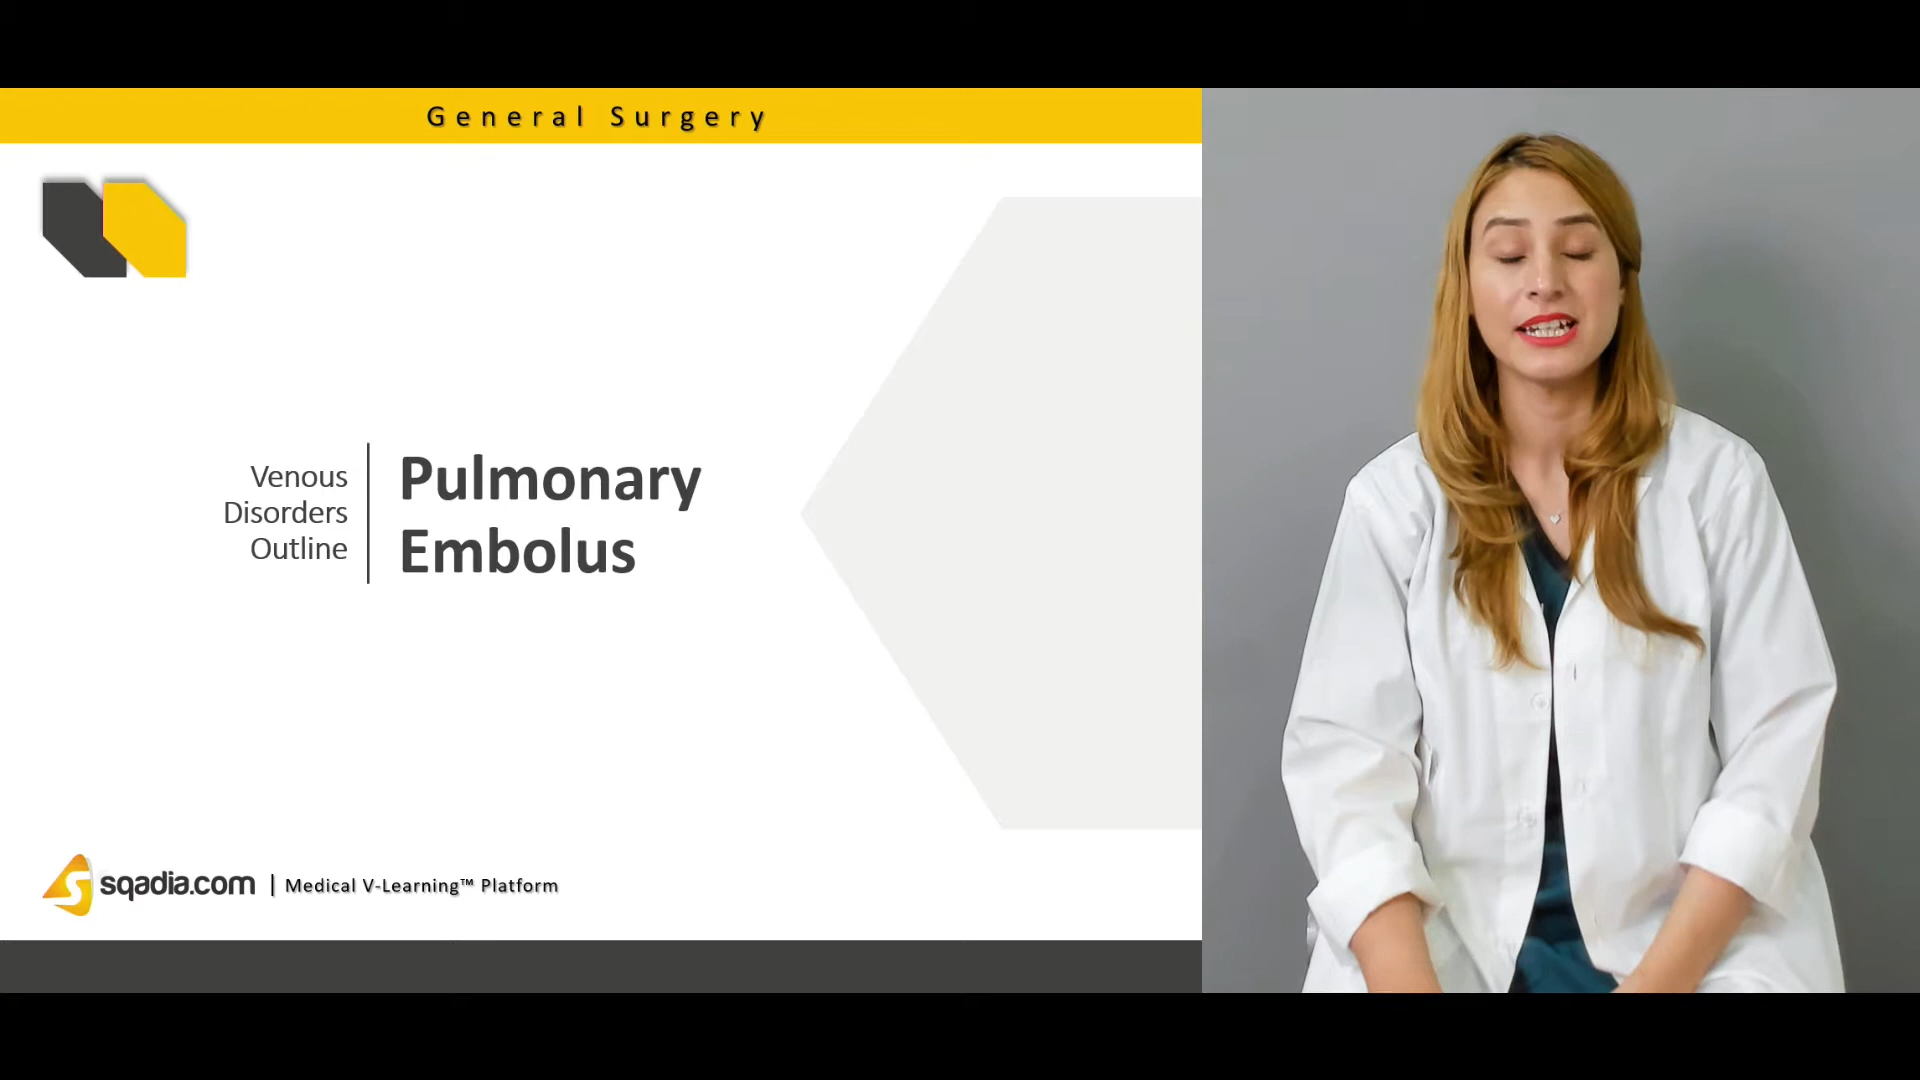 General Surgery
Venous
Disorders
Outline
Pulmonary
Embolus
sqadia.com | Medical V-Learning™ Platform